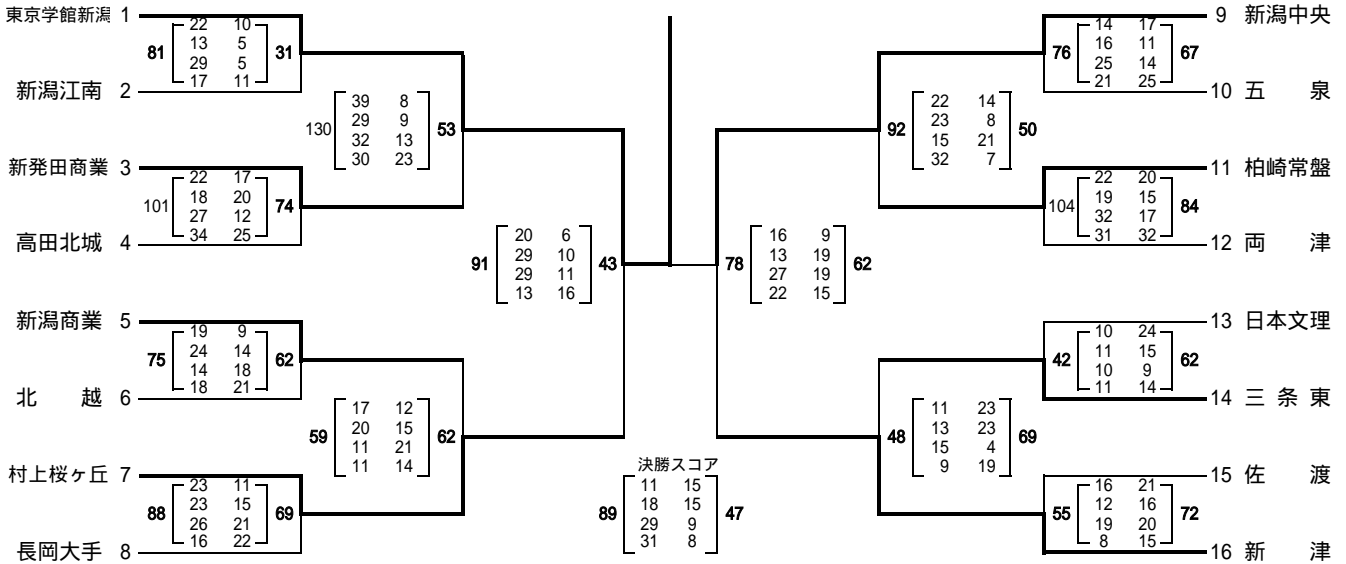 東京学館新潟 1
81 22 10 31
13 5
29 5
17 11
新潟江南 2
130 39 8 53
29 9
32 13
30 23
新発田商業 3
101 22 17 74
18 20
27 12
34 25
高田北城 4
91 20 6 43
29 10
29 11
13 16
新潟商業 5
75 19 9 62
24 14
14 18
18 21
北 越 6
59 17 12 62
20 15
11 21
11 14
村上桜ヶ丘 7
88 23 11 69
23 15
26 21
16 22
長岡大手 8
決勝スコア
89 11 15 47
18 15
29 9
31 8
9 新潟中央
76 14 17 67
16 11
25 14
21 25
10 五 泉
92 22 14 50
23 8
15 21
32 7
11 柏崎常盤
104 22 20 84
19 15
32 17
31 32
12 両 津
78 16 9 62
13 19
27 19
22 15
13 日本文理
42 10 24 62
11 15
10 9
11 14
14 三 条 東
48 11 23 69
13 23
15 4
9 19
15 佐 渡
55 16 21 72
12 16
19 20
8 15
16 新 津